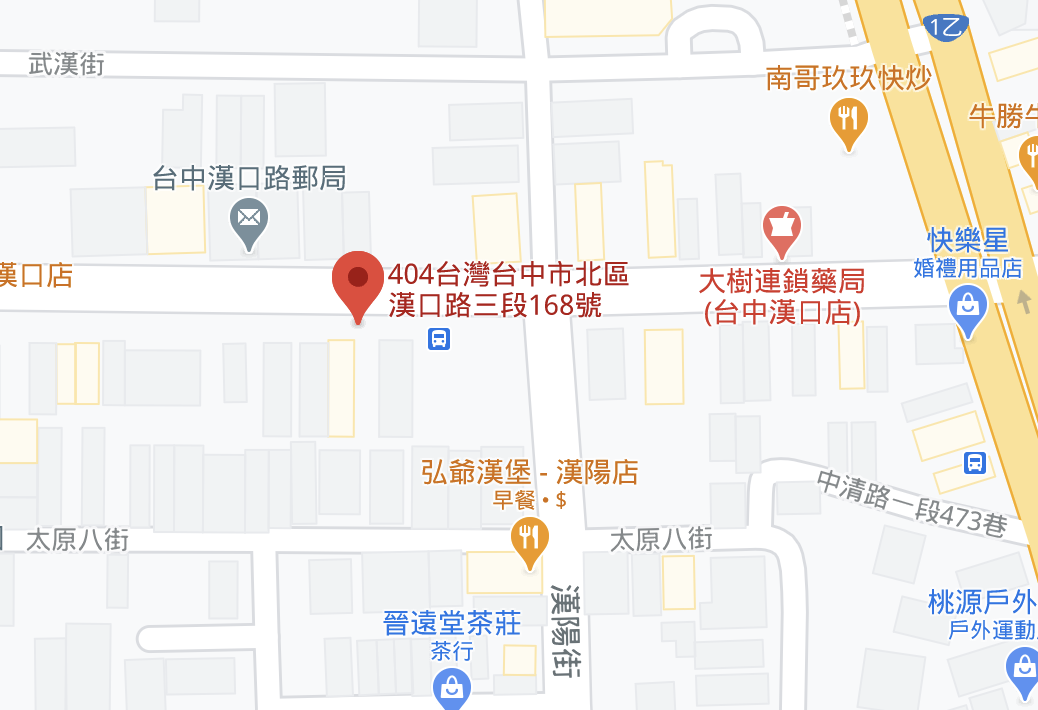 1乙
武漢街
南哥玖玖快炒
牛勝牛
台中漢口路郵局
快樂星
婚禮用品店
漢口店
404台灣台中市北區
漢口路三段168號
大樹連鎖藥局
(台中漢口店)
弘爺漢堡 - 漢陽店
早餐 • $
中清路一段473巷
太原八街
太原八街
漢陽街
晉遠堂茶莊
茶行
桃源戶外
戶外運動